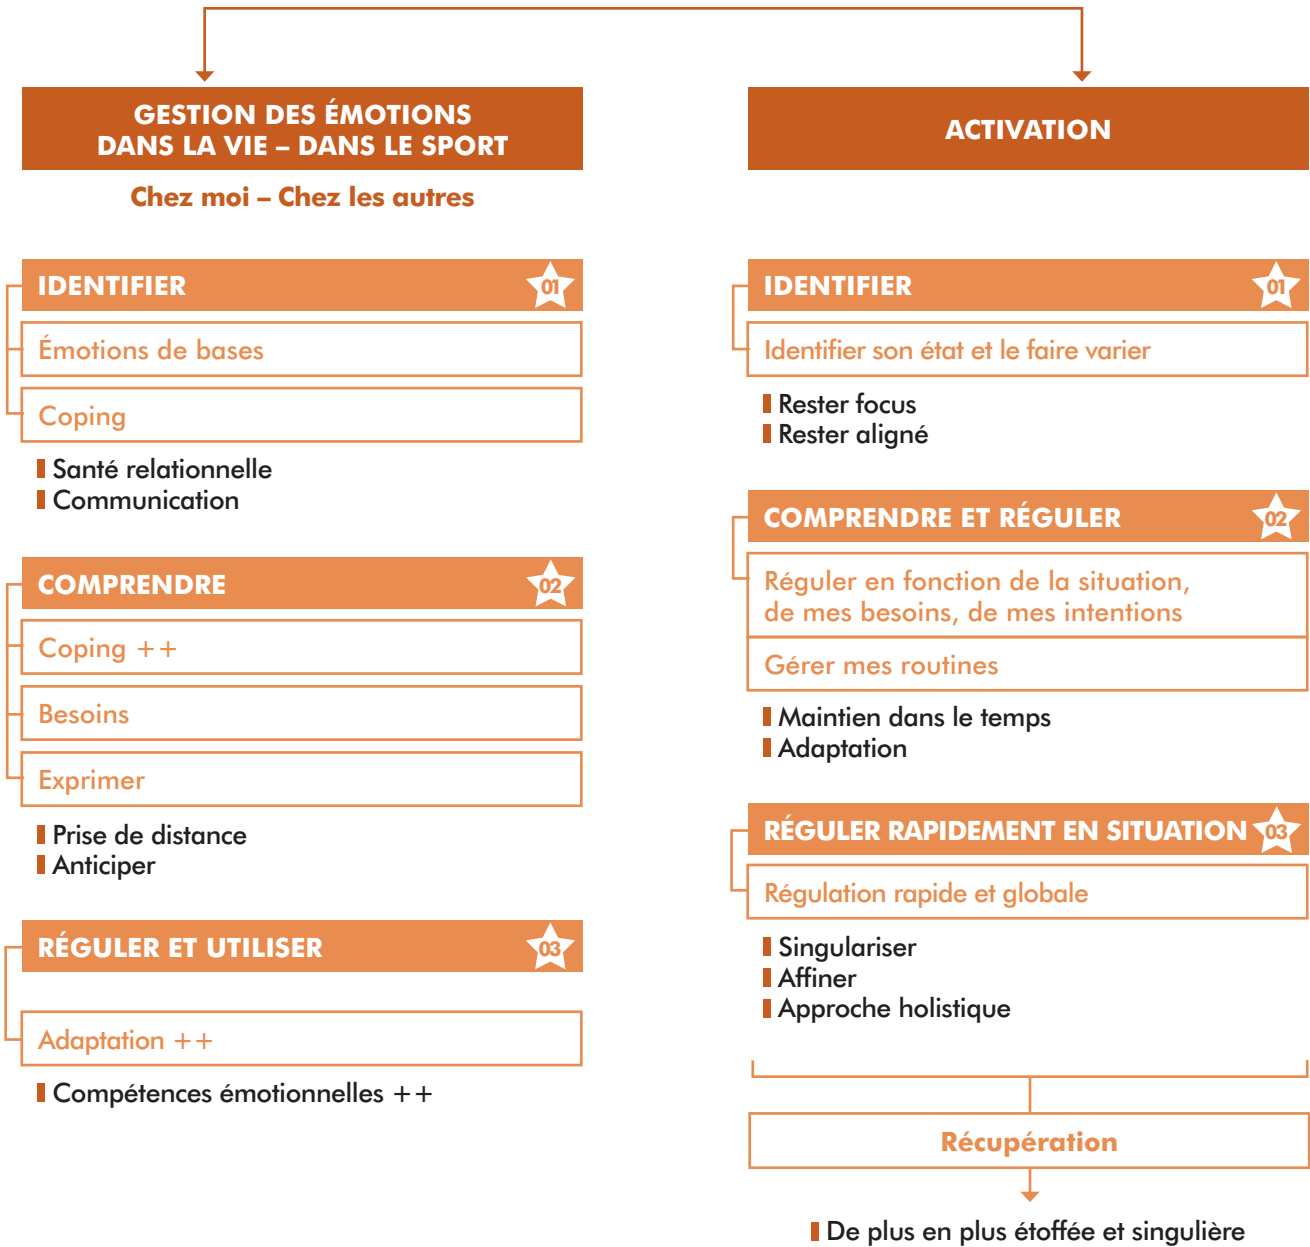 GESTION DES ÉMOTIONS
DANS LA VIE – DANS LE SPORT
Chez moi – Chez les autres
IDENTIFIER 01
Émotions de bases
Coping
Santé relationnelle
Communication
COMPRENDRE 02
Coping ++
Besoins
Exprimer
Prise de distance
Anticiper
RÉGULER ET UTILISER 03
Adaptation ++
Compétences émotionnelles ++
ACTIVATION
IDENTIFIER 01
Identifier son état et le faire varier
Rester focus
Rester aligné
COMPRENDRE ET RÉGULER 02
Réguler en fonction de la situation,
de mes besoins, de mes intentions
Gérer mes routines
Maintien dans le temps
Adaptation
RÉGULER RAPIDEMENT EN SITUATION 03
Régulation rapide et globale
Singulariser
Affiner
Approche holistique
Récupération
De plus en plus étoffée et singulière